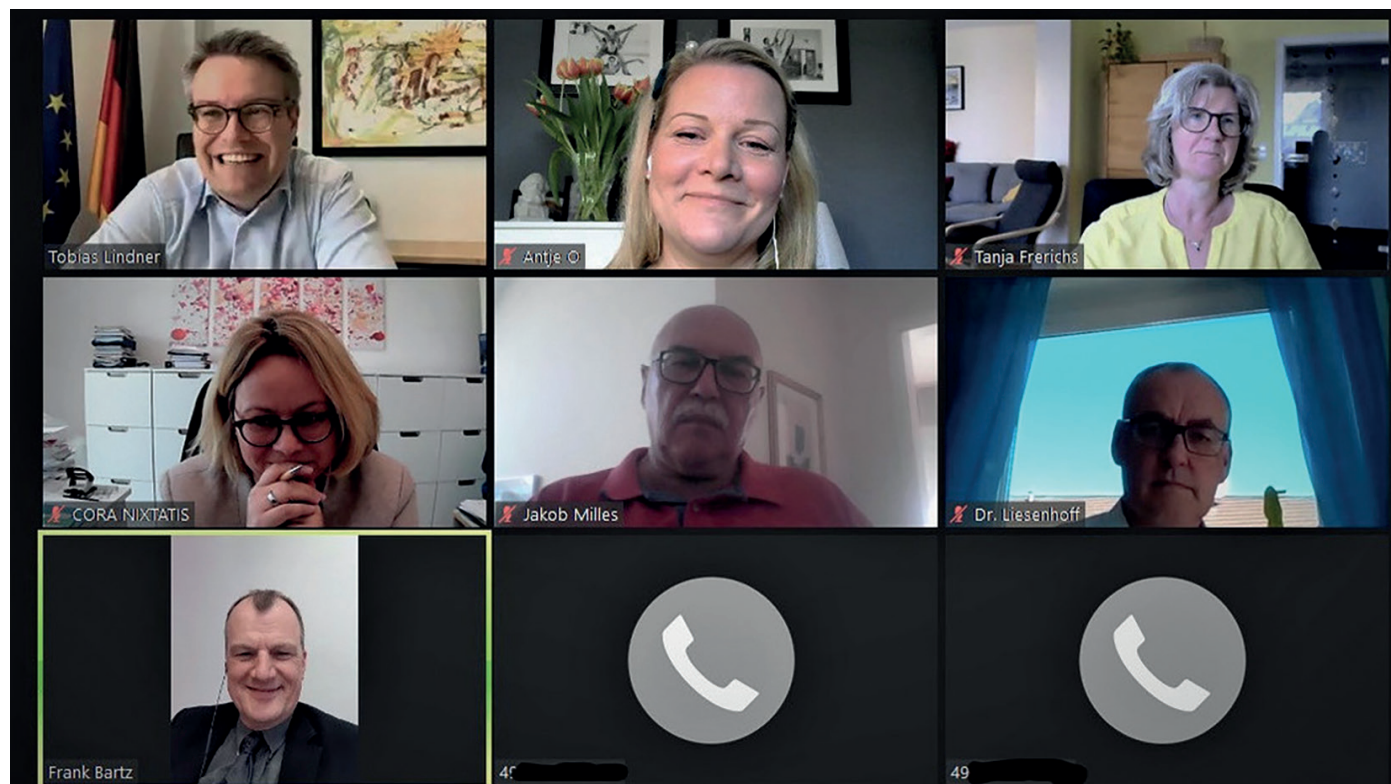 Tobias Lindner
Antje O
Tanja Frerichs
CORA NIXTATIS
Jakob Milles
Dr. Liesenhoff
Frank Bartz
49
49